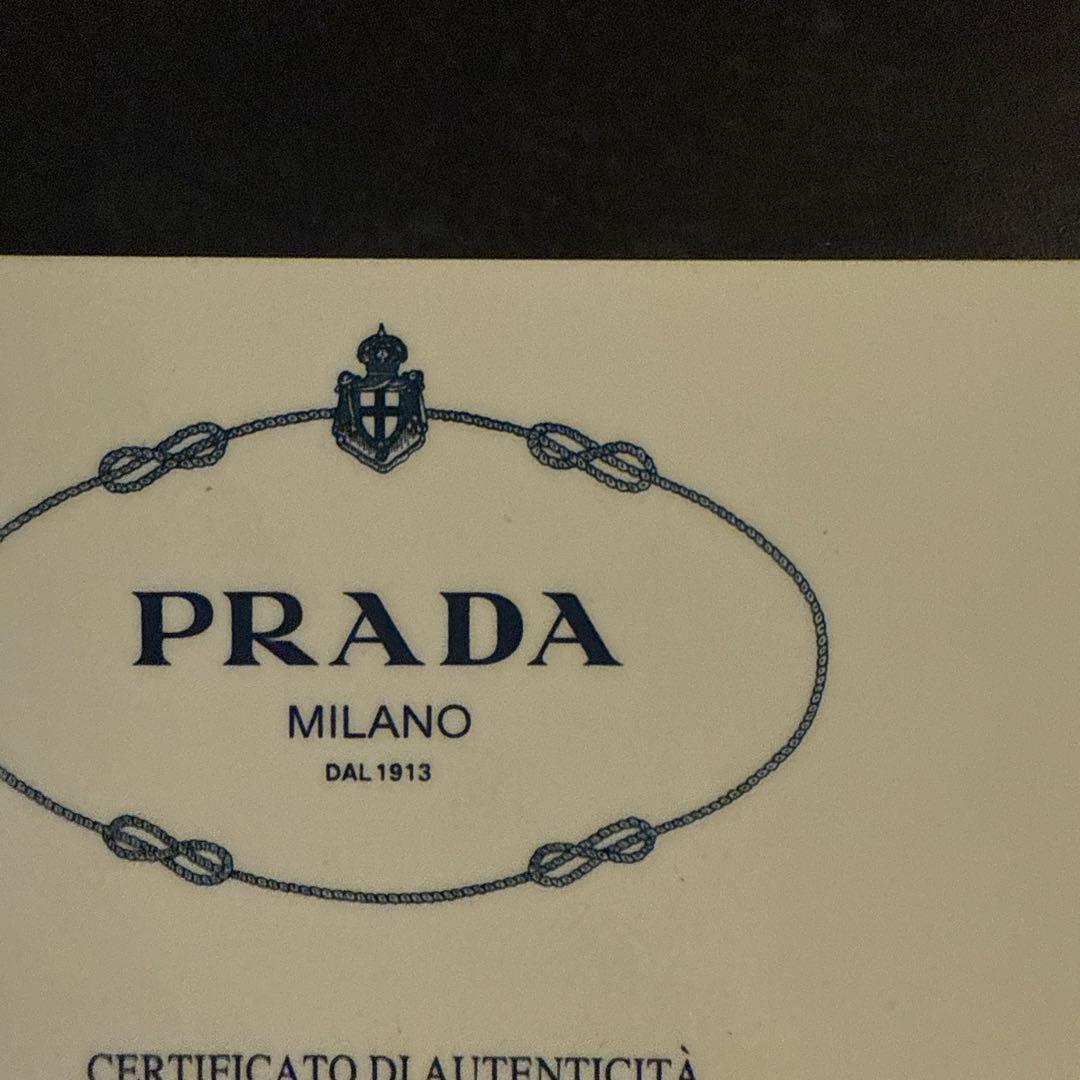 PRADA
MILANO
DAL 1913
CERTIFICATO DI AUTENTICITÀ